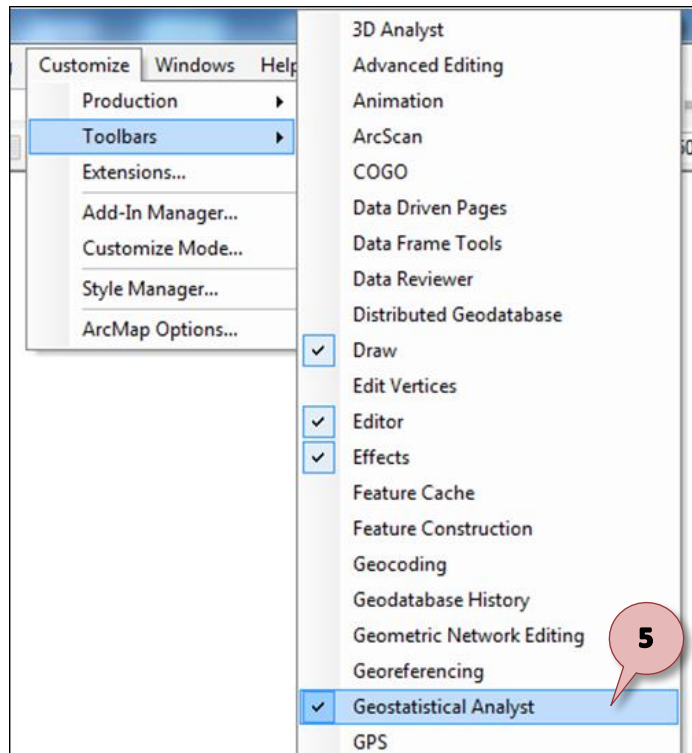 Customize Windows Help
Production
Toolbars
Extensions...
Add-In Manager...
Customize Mode...
Style Manager...
ArcMap Options...
3D Analyst
Advanced Editing
Animation
ArcScan
COGO
Data Driven Pages
Data Frame Tools
Data Reviewer
Distributed Geodatabase
Draw
Edit Vertices
Editor
Effects
Feature Cache
Feature Construction
Geocoding
Geodatabase History
Geometric Network Editing
Georeferencing
Geostatistical Analyst
GPS
5